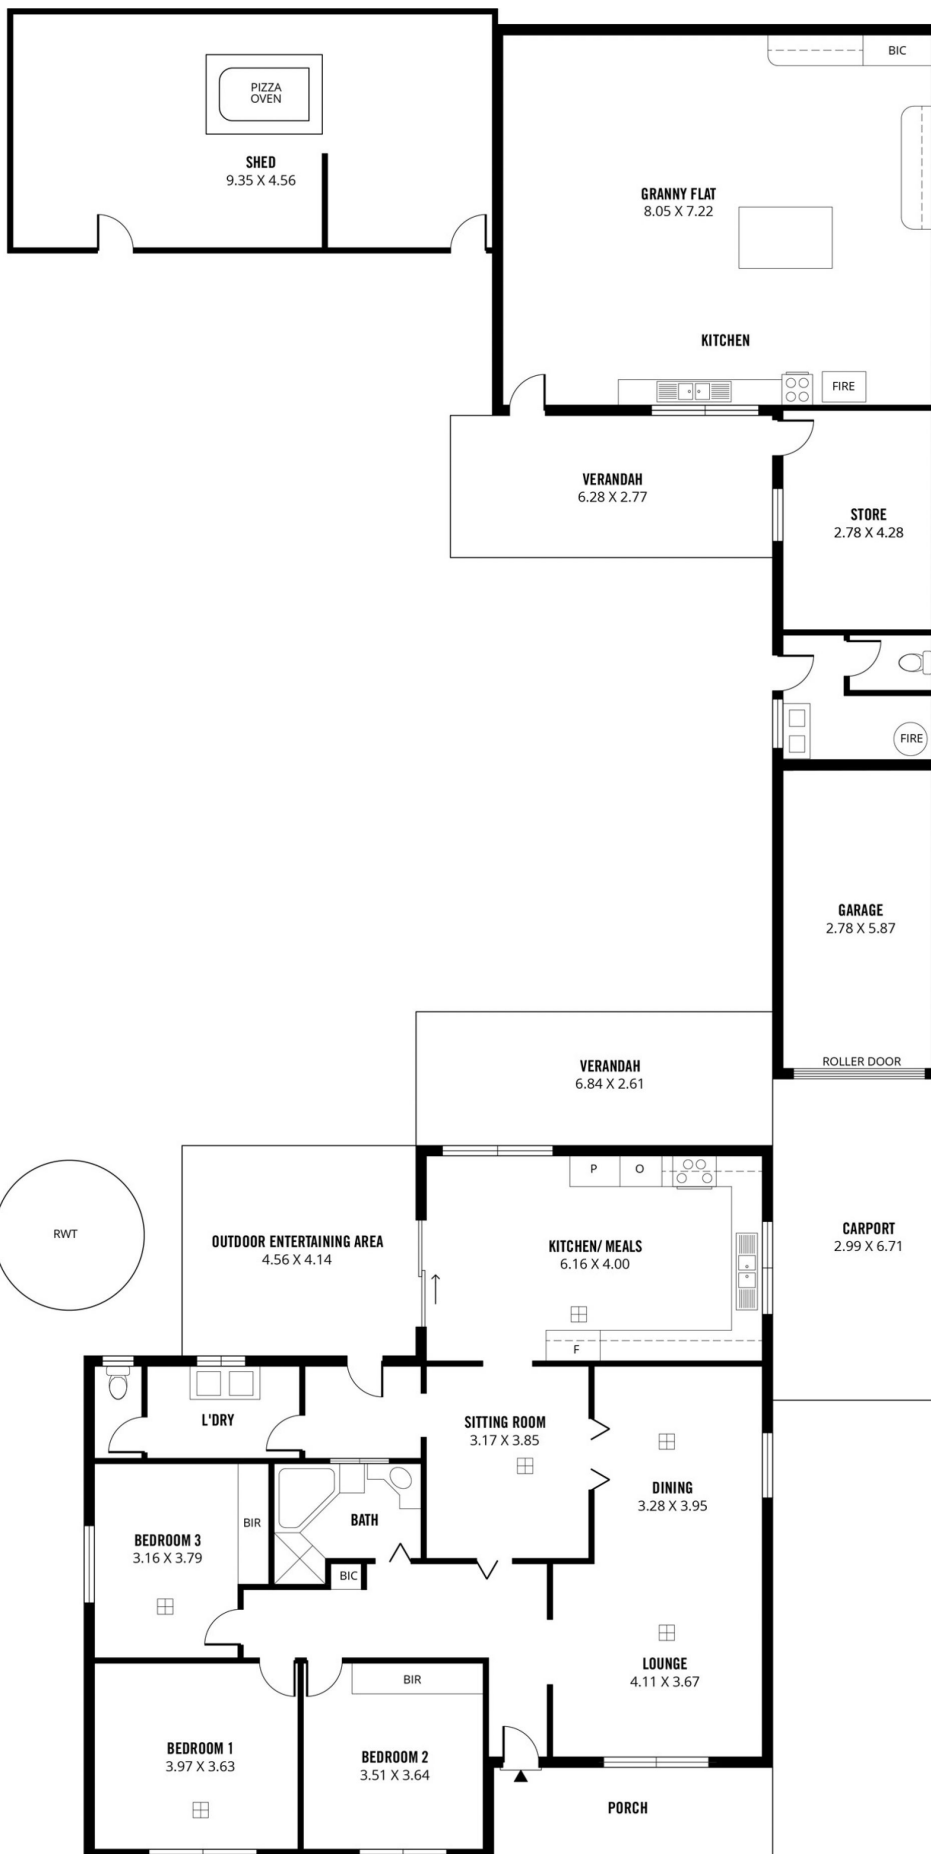 PIZZA
OVEN
BIC
SHED
9.35 X 4.56
GRANNY FLAT
8.05 X 7.22
KITCHEN
FIRE
VERANDAH
6.28 X 2.77
STORE
2.78 X 4.28
FIRE
GARAGE
2.78 X 5.87
ROLLER DOOR
VERANDAH
6.84 X 2.61
P
O
RWT
OUTDOOR ENTERTAINING AREA
4.56 X 4.14
KITCHEN/ MEALS
6.16 X 4.00
CARPORT
2.99 X 6.71
F
L'DRY
SITTING ROOM
3.17 X 3.85
DINING
3.28 X 3.95
BIR
BATH
BEDROOM 3
3.16 X 3.79
BIC
LOUNGE
4.11 X 3.67
BIR
BEDROOM 1
3.97 X 3.63
BEDROOM 2
3.51 X 3.64
PORCH